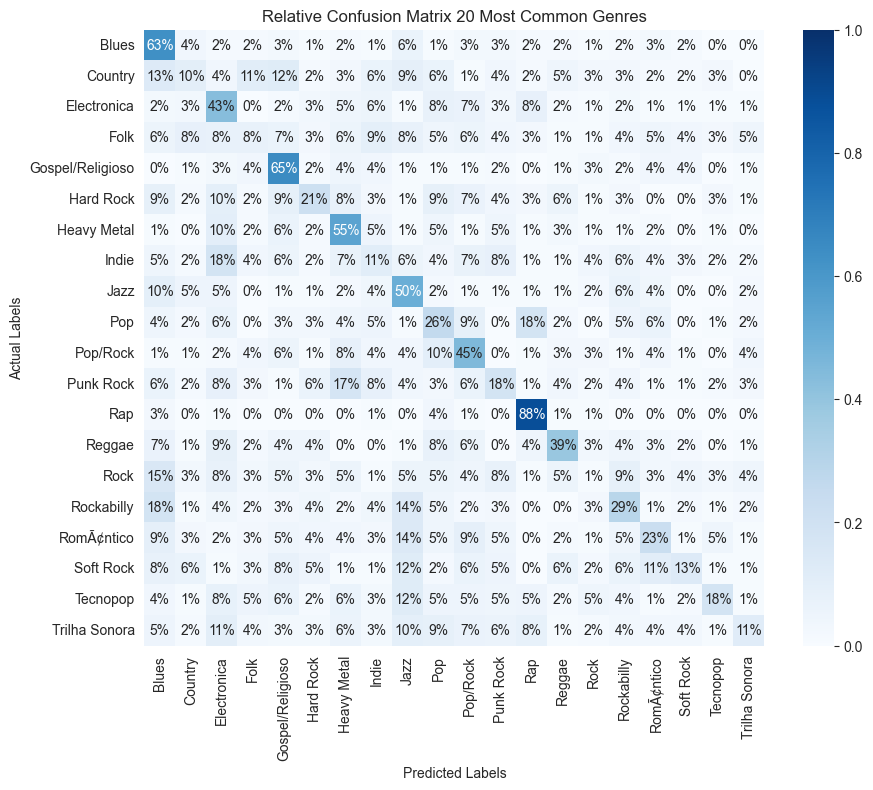 Relative Confusion Matrix 20 Most Common Genres
Blues 63% 4% 2% 2% 3% 1% 2% 1% 6% 1% 3% 3% 2% 2% 1% 2% 3% 2% 0% 0%
Country 13% 10% 4% 11% 12% 2% 3% 6% 9% 6% 1% 4% 2% 5% 3% 3% 2% 2% 3% 0%
Electronica 2% 3% 43% 0% 2% 3% 5% 6% 1% 8% 7% 3% 8% 2% 1% 2% 1% 1% 1% 1%
Folk 6% 8% 8% 8% 7% 3% 6% 9% 8% 5% 6% 4% 3% 1% 1% 4% 5% 4% 3% 5%
Gospel/Religioso 0% 1% 3% 4% 65% 2% 4% 4% 1% 1% 1% 2% 0% 1% 3% 2% 4% 4% 0% 1%
Hard Rock 9% 2% 10% 2% 9% 21% 8% 3% 1% 9% 7% 4% 3% 6% 1% 3% 0% 0% 3% 1%
Heavy Metal 1% 0% 10% 2% 6% 2% 55% 5% 1% 5% 1% 5% 1% 3% 1% 1% 2% 0% 1% 0%
Indie 5% 2% 18% 4% 6% 2% 7% 11% 6% 4% 7% 8% 1% 1% 4% 6% 4% 3% 2% 2%
Jazz 10% 5% 5% 0% 1% 1% 2% 4% 50% 2% 1% 1% 1% 1% 2% 6% 4% 0% 0% 2%
Pop 4% 2% 6% 0% 3% 3% 4% 5% 1% 26% 9% 0% 18% 2% 0% 5% 6% 0% 1% 2%
Pop/Rock 1% 1% 2% 4% 6% 1% 8% 4% 4% 10% 45% 0% 1% 3% 3% 1% 4% 1% 0% 4%
Punk Rock 6% 2% 8% 3% 1% 6% 17% 8% 4% 3% 6% 18% 1% 4% 2% 4% 1% 1% 2% 3%
Rap 3% 0% 1% 0% 0% 0% 0% 1% 0% 4% 1% 0% 88% 1% 1% 0% 0% 0% 0% 0%
Reggae 7% 1% 9% 2% 4% 4% 0% 0% 1% 8% 6% 0% 4% 39% 3% 4% 3% 2% 0% 1%
Rock 15% 3% 8% 3% 5% 3% 5% 1% 5% 5% 4% 8% 1% 5% 1% 9% 3% 4% 3% 4%
Rockabilly 18% 1% 4% 2% 3% 4% 2% 4% 14% 5% 2% 3% 0% 0% 3% 29% 1% 2% 1% 2%
RomÃ¢ntico 9% 3% 2% 3% 5% 4% 4% 3% 14% 5% 9% 5% 0% 2% 1% 5% 23% 1% 5% 1%
Soft Rock 8% 6% 1% 3% 8% 5% 1% 1% 12% 2% 6% 5% 0% 6% 2% 6% 11% 13% 1% 1%
Tecnopop 4% 1% 8% 5% 6% 2% 6% 3% 12% 5% 5% 5% 5% 2% 5% 4% 1% 2% 18% 1%
Trilha Sonora 5% 2% 11% 4% 3% 3% 6% 3% 10% 9% 7% 6% 8% 1% 2% 4% 4% 4% 1% 11%
Blues Country Electronica Folk Gospel/Religioso Hard Rock Heavy Metal Indie Jazz Pop Pop/Rock Punk Rock Rap Reggae Rock Rockabilly RomÃ¢ntico Soft Rock Tecnopop Trilha Sonora
Predicted Labels
Actual Labels
1.0
0.8
0.6
0.4
0.2
0.0